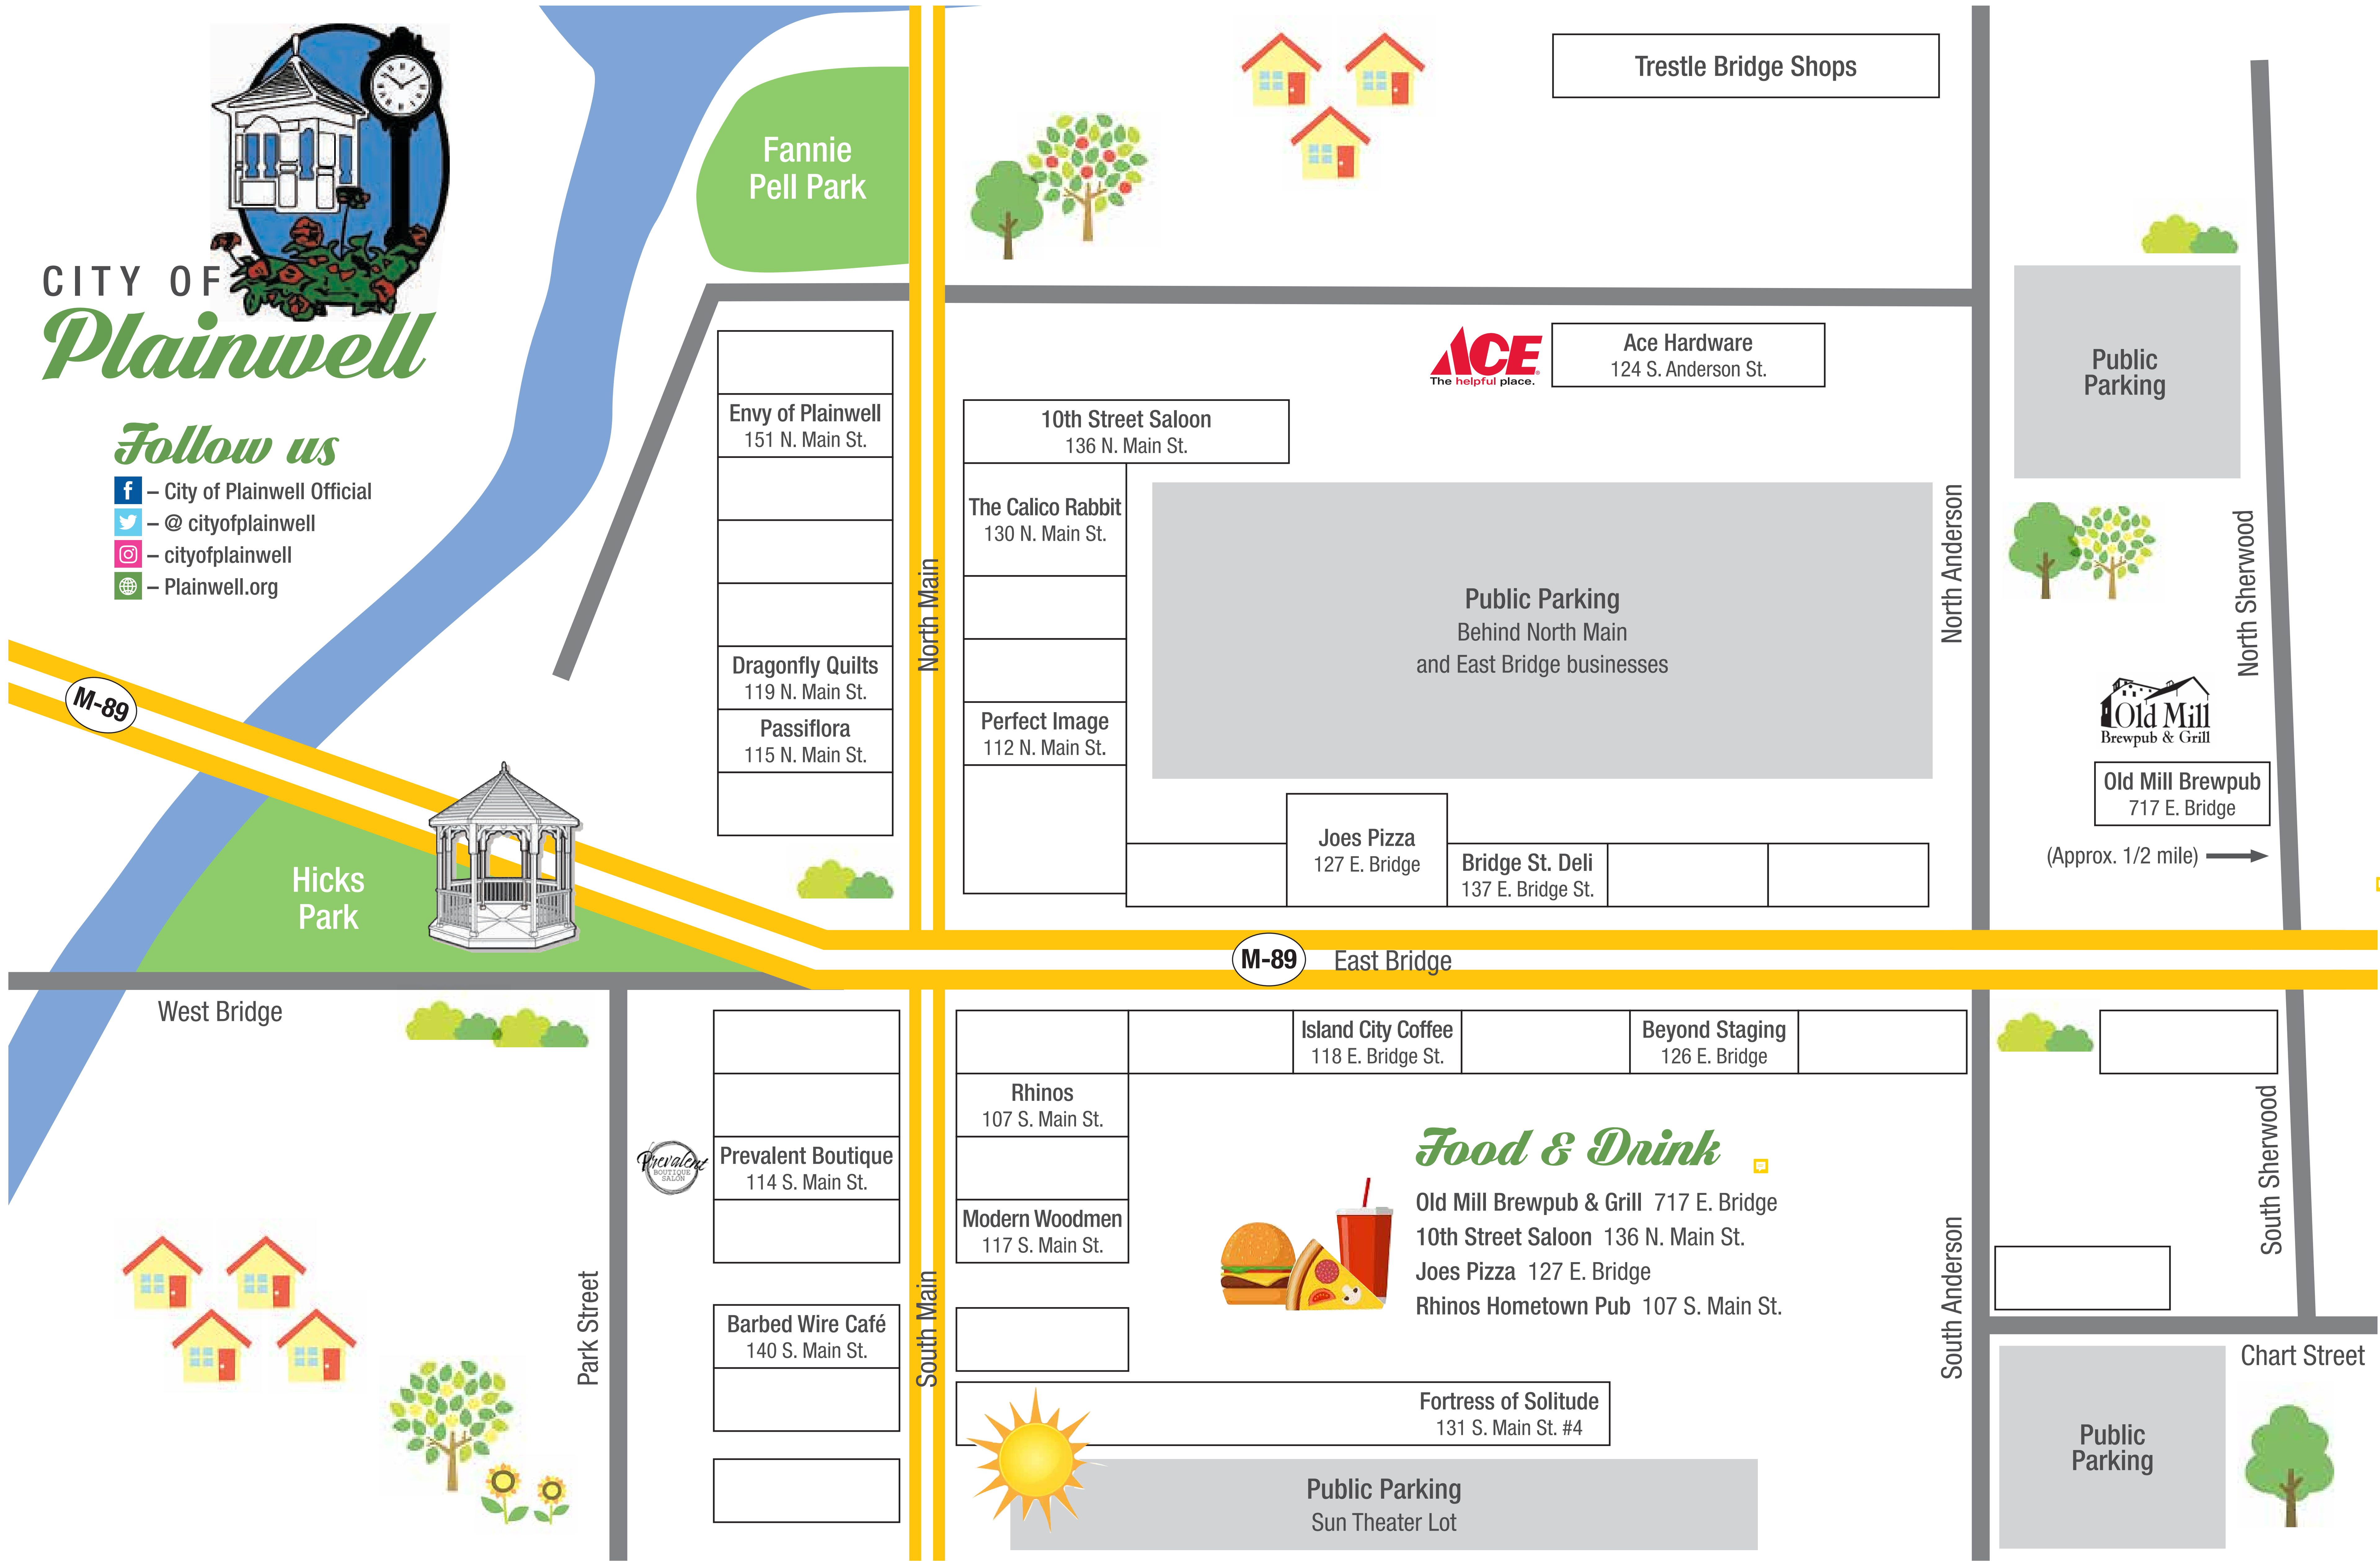 CITY OF
Plainwell
Follow us
f – City of Plainwell Official
– @ cityofplainwell
– cityofplainwell
– Plainwell.org
Fannie
Pell Park
Trestle Bridge Shops
ACE
The helpful place.
Ace Hardware
124 S. Anderson St.
Public
Parking
Envy of Plainwell
151 N. Main St.
10th Street Saloon
136 N. Main St.
The Calico Rabbit
130 N. Main St.
North Main
Public Parking
Behind North Main
and East Bridge businesses
North Anderson
North Sherwood
Dragonfly Quilts
119 N. Main St.
Passiflora
115 N. Main St.
Perfect Image
112 N. Main St.
M-89
Old Mill
Brewpub & Grill
Old Mill Brewpub
717 E. Bridge
(Approx. 1/2 mile)
Joes Pizza
127 E. Bridge
Bridge St. Deli
137 E. Bridge St.
Hicks
Park
M-89
East Bridge
West Bridge
Island City Coffee
118 E. Bridge St.
Beyond Staging
126 E. Bridge
Rhinos
107 S. Main St.
Prevalent
BOUTIQUE
SALON
Prevalent Boutique
114 S. Main St.
Modern Woodmen
117 S. Main St.
Food & Drink
Old Mill Brewpub & Grill 717 E. Bridge
10th Street Saloon 136 N. Main St.
Joes Pizza 127 E. Bridge
Rhinos Hometown Pub 107 S. Main St.
South Sherwood
Park Street
South Main
South Anderson
Barbed Wire Café
140 S. Main St.
Chart Street
Fortress of Solitude
131 S. Main St. #4
Public Parking
Sun Theater Lot
Public
Parking